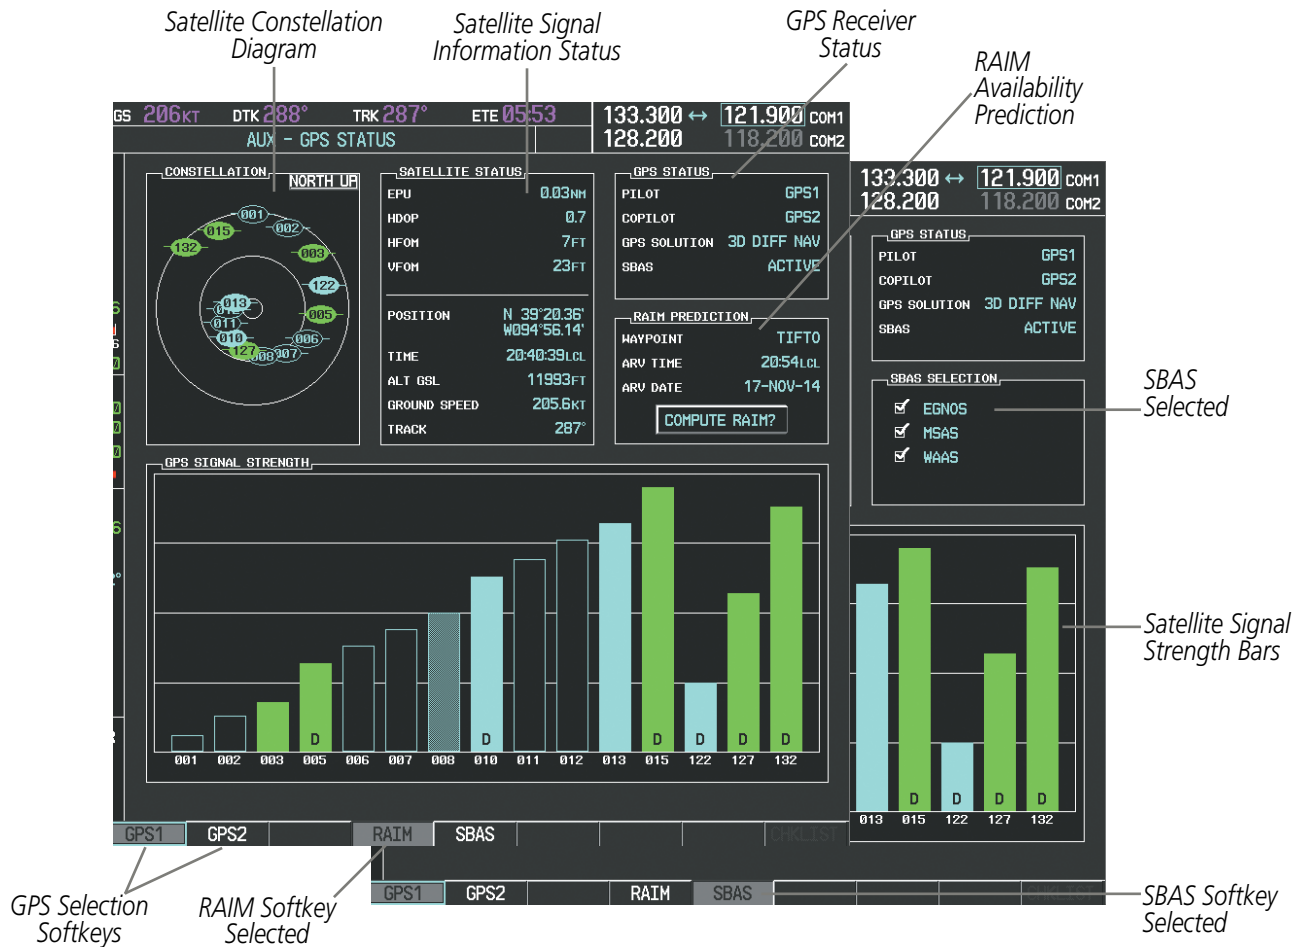 Satellite Constellation
Diagram
Satellite Signal
Information Status
GPS Receiver
Status
RAIM
Availability
Prediction
GS 206KT DTK 288° TRK 287° ETE 05:53
133.300 ↔ 121.900 COM1
128.200 118.200 COM2
AUX - GPS STATUS
CONSTELLATION
NORTH UP
001
002
015
132
003
122
013
005
011
010
006
127
008
007
SATELLITE STATUS
EPU 0.03NM
HDOP 0.7
HFOM 7FT
VFOM 23FT
POSITION N 39°20.36'
W094°56.14'
TIME 20:40:39LCL
ALT GSL 11993FT
GROUND SPEED 205.6KT
TRACK 287°
GPS STATUS
PILOT GPS1
COPILOT GPS2
GPS SOLUTION 3D DIFF NAV
SBAS ACTIVE
RAIM PREDICTION
WAYPOINT TIFTO
ARV TIME 20:54LCL
ARV DATE 17-NOV-14
COMPUTE RAIM?
GPS SIGNAL STRENGTH
D D D D D D
001 002 003 005 006 007 008 010 011 012 013 015 122 127 132
GPS1 GPS2 RAIM SBAS CHKLIST
133.300 ↔ 121.900 COM1
128.200 118.200 COM2
GPS STATUS
PILOT GPS1
COPILOT GPS2
GPS SOLUTION 3D DIFF NAV
SBAS ACTIVE
SBAS SELECTION
EGNOS
MSAS
WAAS
SBAS
Selected
Satellite Signal
Strength Bars
D D D D
013 015 122 127 132
GPS1 GPS2 RAIM SBAS CHKLIST
GPS Selection
Softkeys
RAIM Softkey
Selected
SBAS Softkey
Selected